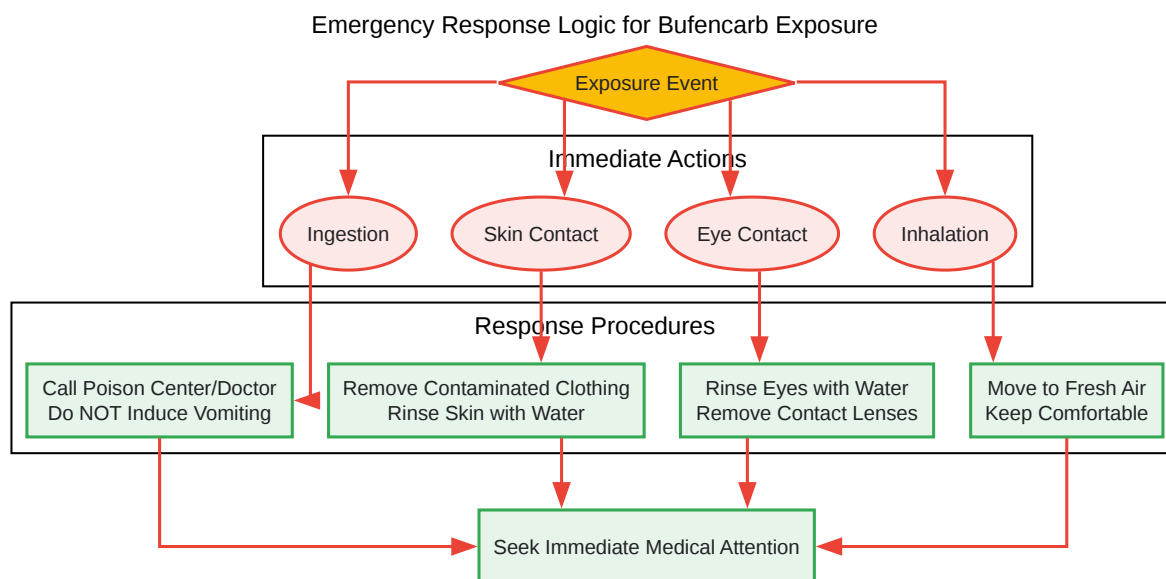 Emergency Response Logic for Bufencarb Exposure
Exposure Event
Immediate Actions
Ingestion
Skin Contact
Eye Contact
Inhalation
Response Procedures
Call Poison Center/Doctor
Do NOT Induce Vomiting
Remove Contaminated Clothing
Rinse Skin with Water
Rinse Eyes with Water
Remove Contact Lenses
Move to Fresh Air
Keep Comfortable
Seek Immediate Medical Attention